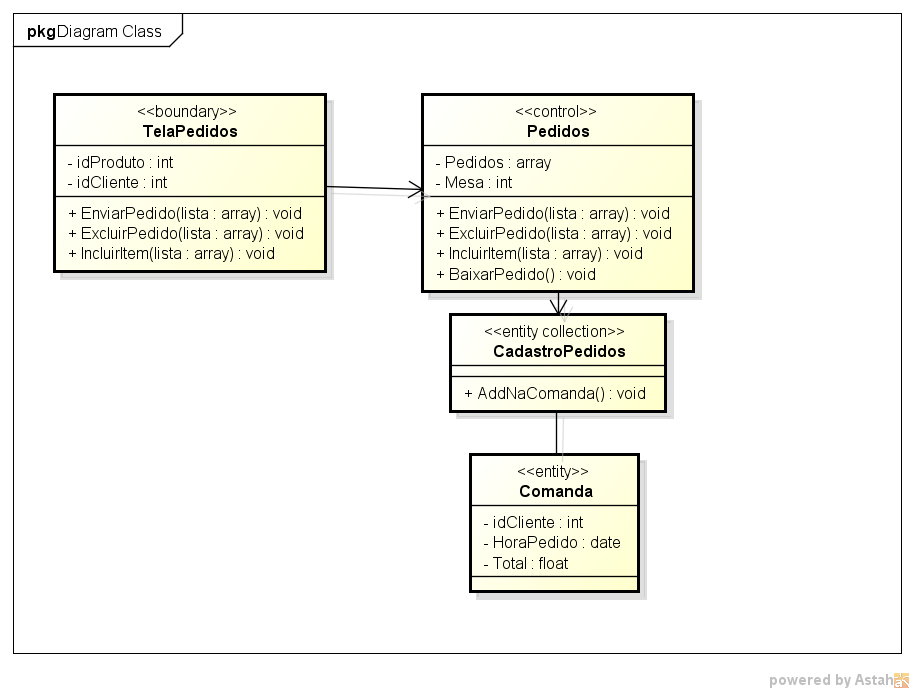 pkg Diagram Class
<<boundary>>
TelaPedidos
- idProduto : int
- idCliente : int
+ EnviarPedido(lista : array) : void
+ ExcluirPedido(lista : array) : void
+ IncluirItem(lista : array) : void
<<control>>
Pedidos
- Pedidos : array
- Mesa : int
+ EnviarPedido(lista : array) : void
+ ExcluirPedido(lista : array) : void
+ IncluirItem(lista : array) : void
+ BaixarPedido() : void
<<entity collection>>
CadastroPedidos
+ AddNaComanda() : void
<<entity>>
Comanda
- idCliente : int
- HoraPedido : date
- Total : float
powered by Astah